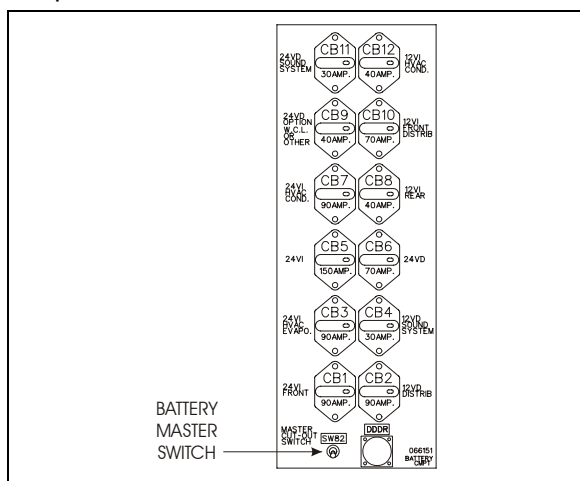 24VD
SOUND
SYSTEM
CB11
30AMP.
CB12
40AMP.
12VI
HVAC
COND.
24VD
OPTION
W.C.L.
OR
OTHER
CB9
40AMP.
CB10
70AMP.
12VI
FRONT
DISTRIB
24VI
HVAC
COND.
CB7
90AMP.
CB8
40AMP.
12VI
REAR
24VI
CB5
150AMP.
CB6
70AMP.
24VD
24VI
HVAC
EVAPO.
CB3
90AMP.
CB4
30AMP.
12VD
SOUND
SYSTEM
24VI
FRONT
CB1
90AMP.
CB2
90AMP.
12VD
DISTRIB
BATTERY
MASTER
SWITCH
MASTER
CUT-OUT
SWITCH
SW82
DDDR
066151
BATTERY
CMPT